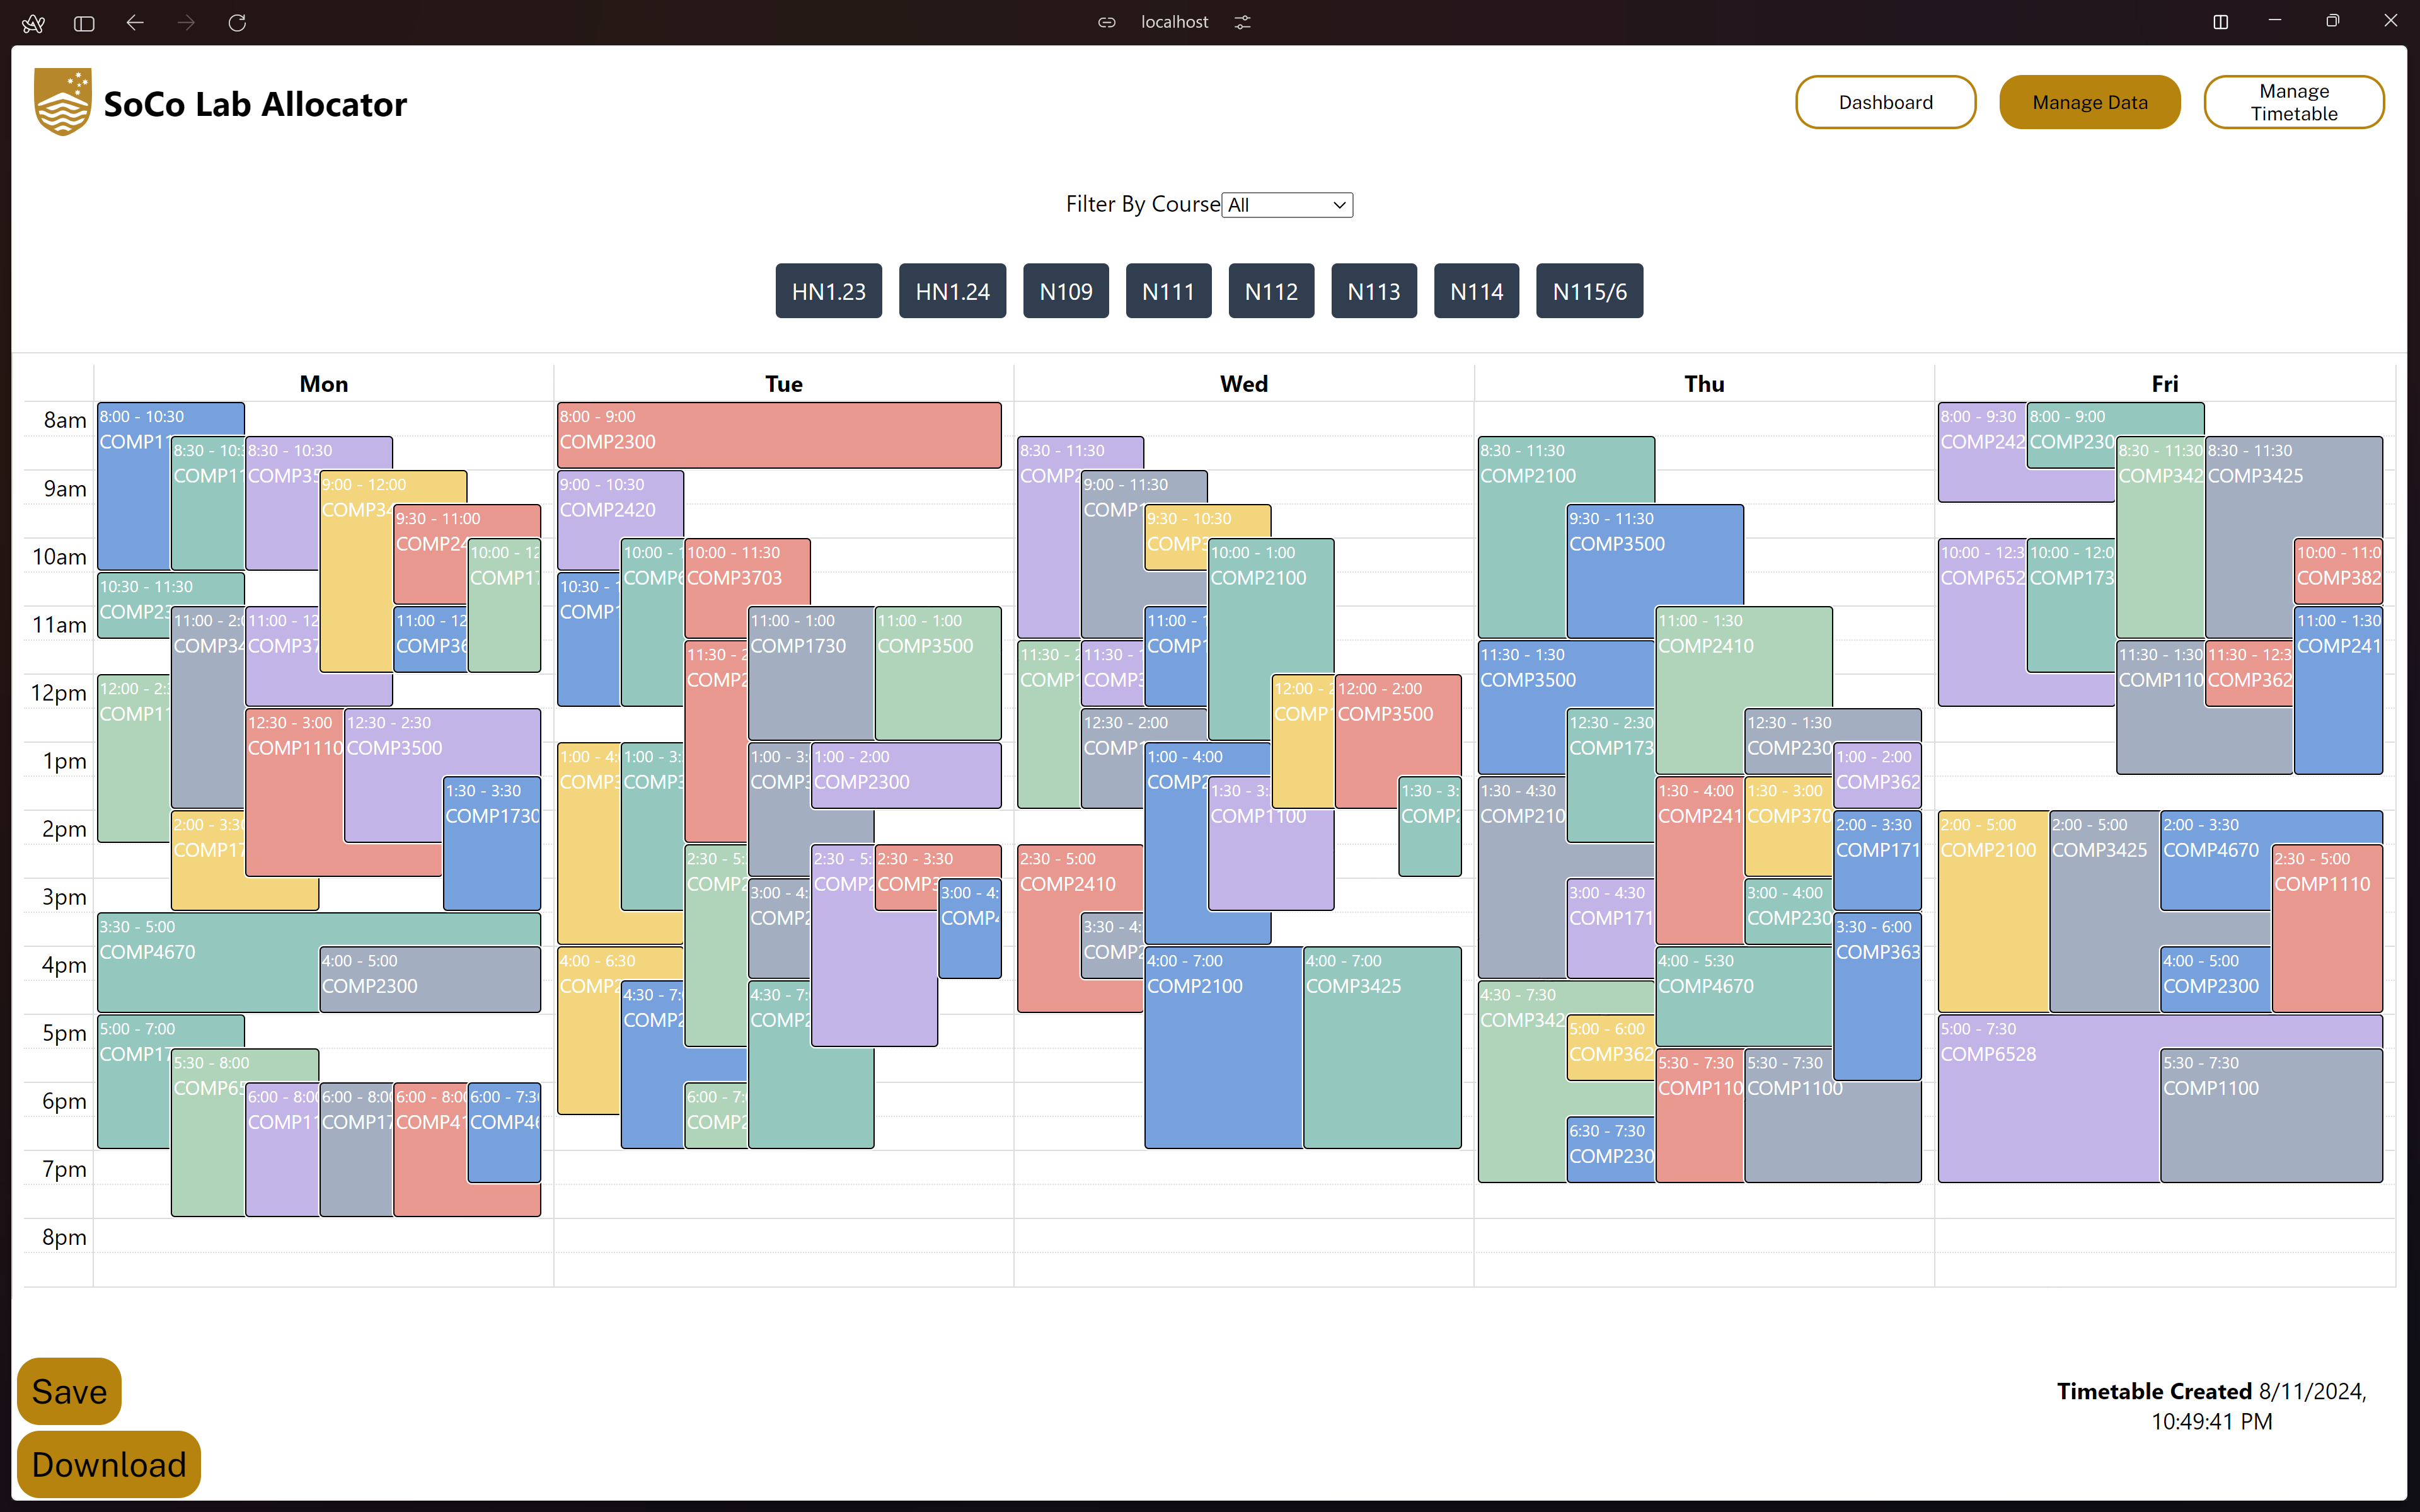 localhost
SoCo Lab Allocator
Dashboard
Manage Data
Manage
Timetable
Filter By Course All
HN1.23
HN1.24
N109
N111
N112
N113
N114
N115/6
Mon
Tue
Wed
Thu
Fri
8am
9am
10am
11am
12pm
1pm
2pm
3pm
4pm
5pm
6pm
7pm
8pm
8:00 - 10:30
COMP11
8:30 - 10:
COMP11
8:30 - 10:30
COMP35
9:00 - 12:00
COMP34
9:30 - 11:00
COMP24
10:00 - 12
COMP17
10:30 - 11:30
COMP23
11:00 - 2:0
COMP34
11:00 - 12
COMP37
11:00 - 12
COMP36
12:00 - 2:
COMP11
12:30 - 3:00
COMP1110
12:30 - 2:30
COMP3500
1:30 - 3:30
COMP1730
2:00 - 3:30
COMP17
3:30 - 5:00
COMP4670
4:00 - 5:00
COMP2300
5:00 - 7:00
COMP17
5:30 - 8:00
COMP65
6:00 - 8:00
COMP11
6:00 - 8:00
COMP17
6:00 - 8:00
COMP41
6:00 - 7:3
COMP46
8:00 - 9:00
COMP2300
9:00 - 10:30
COMP2420
10:00 - 1
COMP6
10:00 - 11:30
COMP3703
10:30 - 1
COMP1
11:00 - 1:00
COMP1730
11:00 - 1:00
COMP3500
11:30 - 2
COMP2
1:00 - 4:
COMP3
1:00 - 3:
COMP3
1:00 - 3:
COMP3
1:00 - 2:00
COMP2300
2:30 - 5:
COMP2
2:30 - 5:
COMP2
2:30 - 3:30
COMP3
3:00 - 4:
COMP2
3:00 - 4:
COMP4
4:00 - 6:30
COMP2
4:30 - 7:
COMP2
4:30 - 7:
COMP2
6:00 - 7:
COMP2
8:30 - 11:30
COMP2
9:00 - 11:30
COMP1
9:30 - 10:30
COMP3
10:00 - 1:00
COMP2100
11:00 - 1
COMP1
11:30 - 2
COMP1
11:30 - 1
COMP3
12:00 - 2
COMP1
12:00 - 2:00
COMP3500
12:30 - 2:00
COMP1
1:00 - 4:00
COMP2
1:30 - 3:
COMP1100
1:30 - 3:
COMP2
2:30 - 5:00
COMP2410
3:30 - 4:
COMP2
4:00 - 7:00
COMP2100
4:00 - 7:00
COMP3425
8:30 - 11:30
COMP2100
9:30 - 11:30
COMP3500
11:00 - 1:30
COMP2410
11:30 - 1:30
COMP3500
12:30 - 2:30
COMP173
12:30 - 1:30
COMP230
1:00 - 2:00
COMP362
1:30 - 4:30
COMP210
1:30 - 4:00
COMP241
1:30 - 3:00
COMP370
2:00 - 3:30
COMP171
3:00 - 4:30
COMP171
3:00 - 4:00
COMP230
3:30 - 6:00
COMP363
4:00 - 5:30
COMP4670
4:30 - 7:30
COMP342
5:00 - 6:00
COMP362
5:30 - 7:30
COMP110
5:30 - 7:30
COMP1100
6:30 - 7:30
COMP230
8:00 - 9:30
COMP242
8:00 - 9:00
COMP230
8:30 - 11:30
COMP342
8:30 - 11:30
COMP3425
10:00 - 12:3
COMP652
10:00 - 12:0
COMP173
10:00 - 11:0
COMP382
11:00 - 1:30
COMP241
11:30 - 1:30
COMP110
11:30 - 12:3
COMP362
2:00 - 5:00
COMP2100
2:00 - 5:00
COMP3425
2:00 - 3:30
COMP4670
2:30 - 5:00
COMP1110
4:00 - 5:00
COMP2300
5:00 - 7:30
COMP6528
5:30 - 7:30
COMP1100
Save
Download
Timetable Created 8/11/2024,
10:49:41 PM